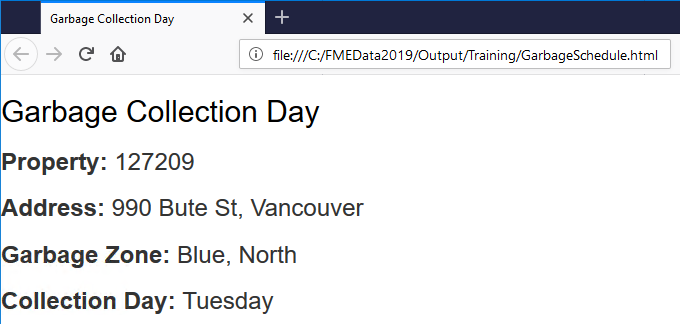 Garbage Collection Day
file:///C:/FMEData2019/Output/Training/GarbageSchedule.html
Garbage Collection Day
Property: 127209
Address: 990 Bute St, Vancouver
Garbage Zone: Blue, North
Collection Day: Tuesday